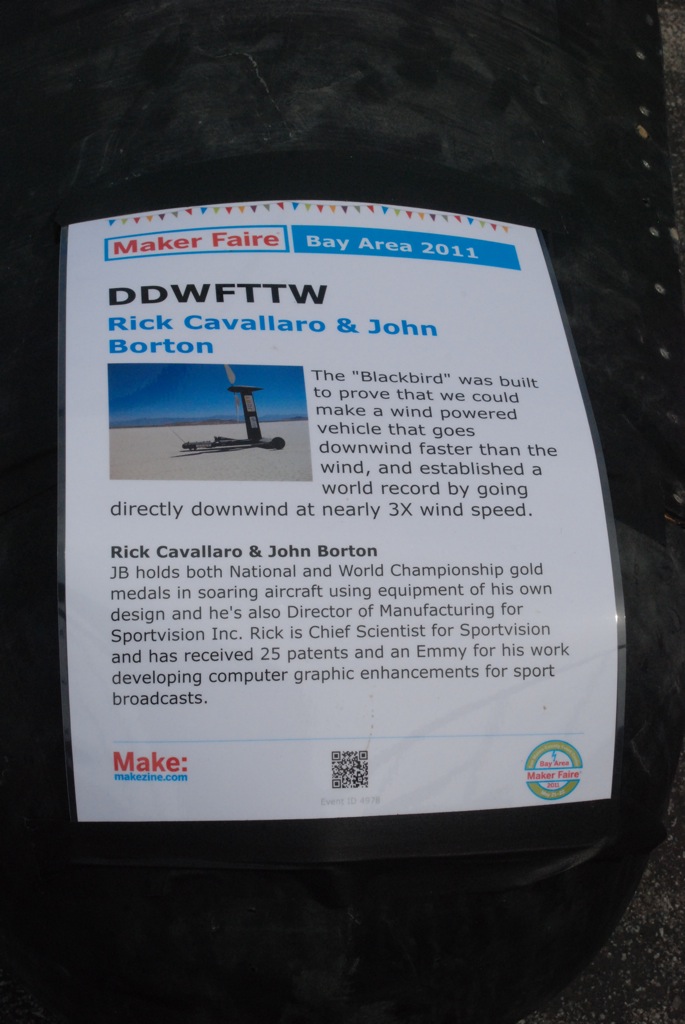 Maker Faire Bay Area 2011
DDWFTTW
Rick Cavallaro & John
Borton
The "Blackbird" was built
to prove that we could
make a wind powered
vehicle that goes
downwind faster than the
wind, and established a
world record by going
directly downwind at nearly 3X wind speed.
Rick Cavallaro & John Borton
JB holds both National and World Championship gold
medals in soaring aircraft using equipment of his own
design and he's also Director of Manufacturing for
Sportvision Inc. Rick is Chief Scientist for Sportvision
and has received 25 patents and an Emmy for his work
developing computer graphic enhancements for sport
broadcasts.
Make:
makezine.com
Event ID 4978
Bay Area
Maker Faire
2011